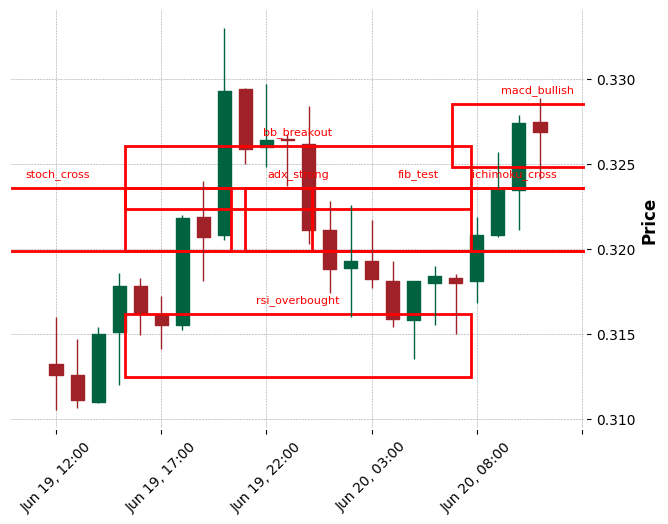 macd_bullish
0.330
bb_breakout
stoch_cross
adx_strong
fib_test
ichimoku_cross
0.325
Price
0.320
rsi_overbought
0.315
0.310
Jun 19, 12:00
Jun 19, 17:00
Jun 19, 22:00
Jun 20, 03:00
Jun 20, 08:00